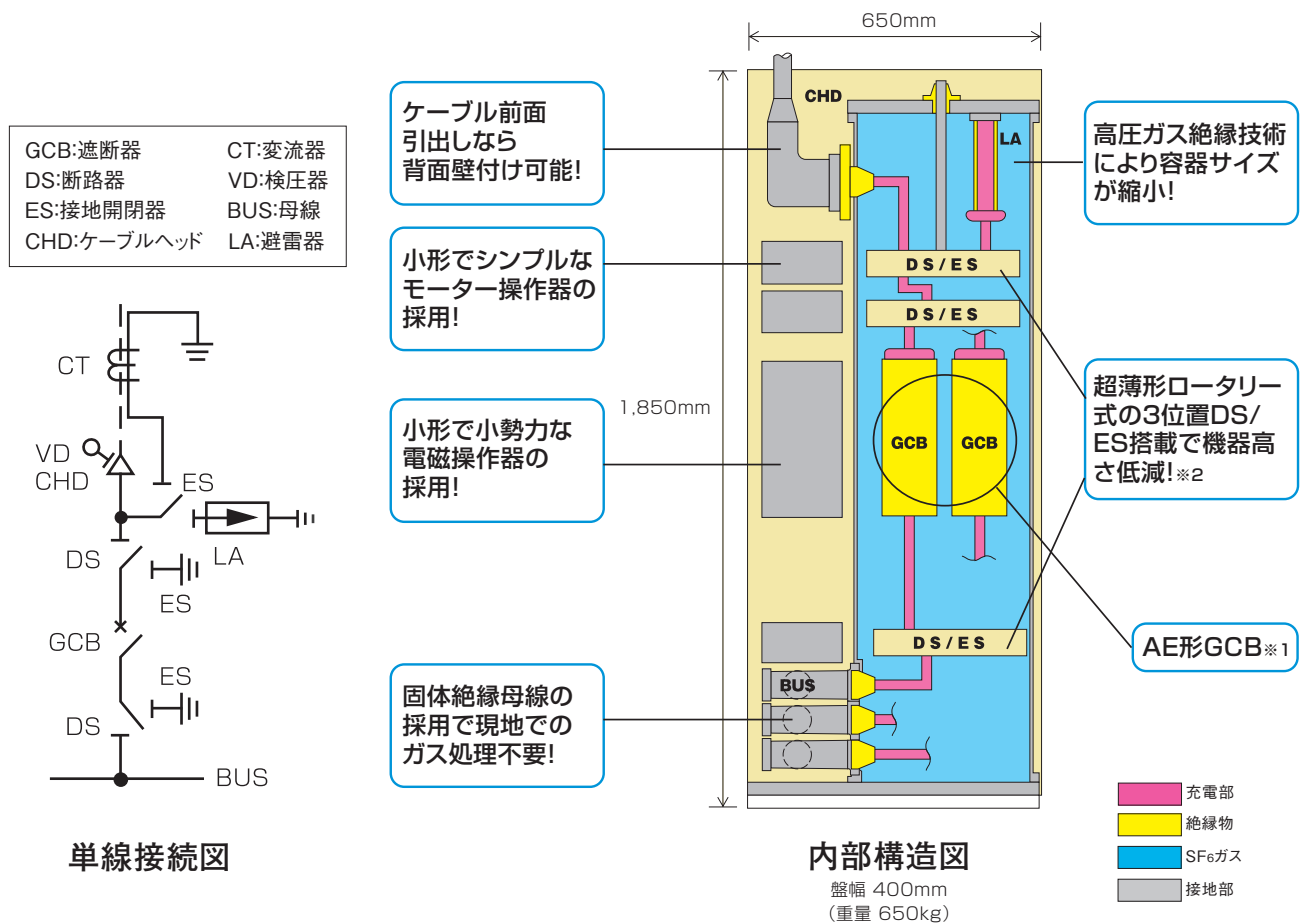 GCB:遮断器 CT:変流器
DS:断路器 VD:検圧器
ES:接地開閉器 BUS:母線
CHD:ケーブルヘッド LA:避雷器
CT
VD
CHD
ES
LA
DS
ES
GCB
ES
DS
BUS
単線接続図
ケーブル前面
引出しなら
背面壁付け可能!
小形でシンプルな
モーター操作器の
採用!
小形で小勢力な
電磁操作器の
採用!
固体絶縁母線の
採用で現地での
ガス処理不要!
650mm
1,850mm
CHD
LA
DS/ES
DS/ES
GCB GCB
DS/ES
BUS
高圧ガス絶縁技術
により容器サイズ
が縮小!
超薄形ロータリー
式の3位置DS/
ES搭載で機器高
さ低減!※2
AE形GCB※1
内部構造図
盤幅 400mm
(重量 650kg)
充電部
絶縁物
SF6ガス
接地部